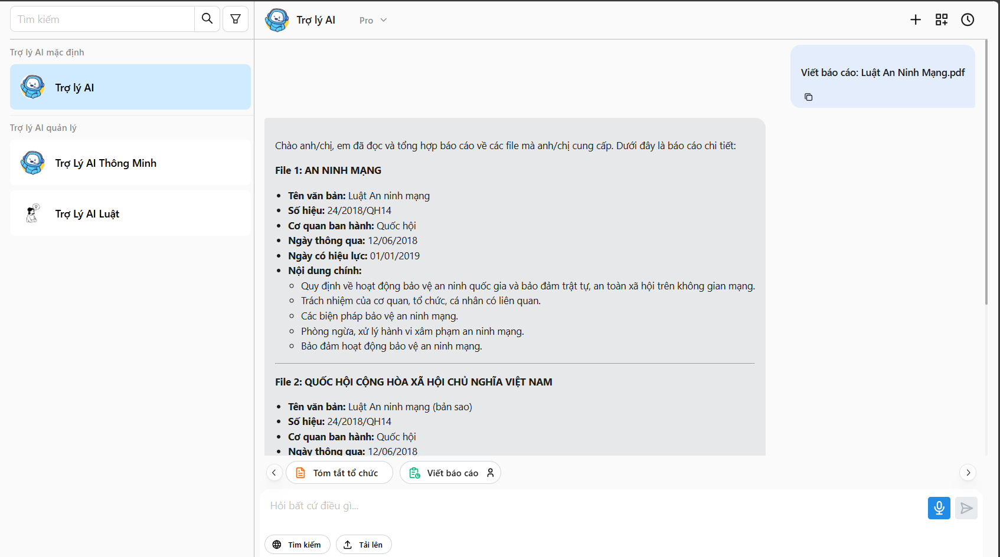 Tìm kiếm
Trợ lý AI mặc định
Trợ lý AI
Trợ lý AI quản lý
Trợ Lý AI Thông Minh
Trợ Lý AI Luật
Trợ lý AI
Pro
Viết báo cáo: Luật An Ninh Mạng.pdf
Chào anh/chị, em đã đọc và tổng hợp báo cáo về các file mà anh/chị cung cấp. Dưới đây là báo cáo chi tiết:
File 1: AN NINH MẠNG
• Tên văn bản: Luật An ninh mạng
• Số hiệu: 24/2018/QH14
• Cơ quan ban hành: Quốc hội
• Ngày thông qua: 12/06/2018
• Ngày có hiệu lực: 01/01/2019
• Nội dung chính:
◦ Quy định về hoạt động bảo vệ an ninh quốc gia và bảo đảm trật tự, an toàn xã hội trên không gian mạng.
◦ Trách nhiệm của cơ quan, tổ chức, cá nhân có liên quan.
◦ Các biện pháp bảo vệ an ninh mạng.
◦ Phòng ngừa, xử lý hành vi xâm phạm an ninh mạng.
◦ Bảo đảm hoạt động bảo vệ an ninh mạng.
File 2: QUỐC HỘI CỘNG HÒA XÃ HỘI CHỦ NGHĨA VIỆT NAM
• Tên văn bản: Luật An ninh mạng (bản sao)
• Số hiệu: 24/2018/QH14
• Cơ quan ban hành: Quốc hội
• Ngày thông qua: 12/06/2018
Tóm tắt tổ chức
Viết báo cáo
Hỏi bất cứ điều gì...
Tìm kiếm
Tải lên